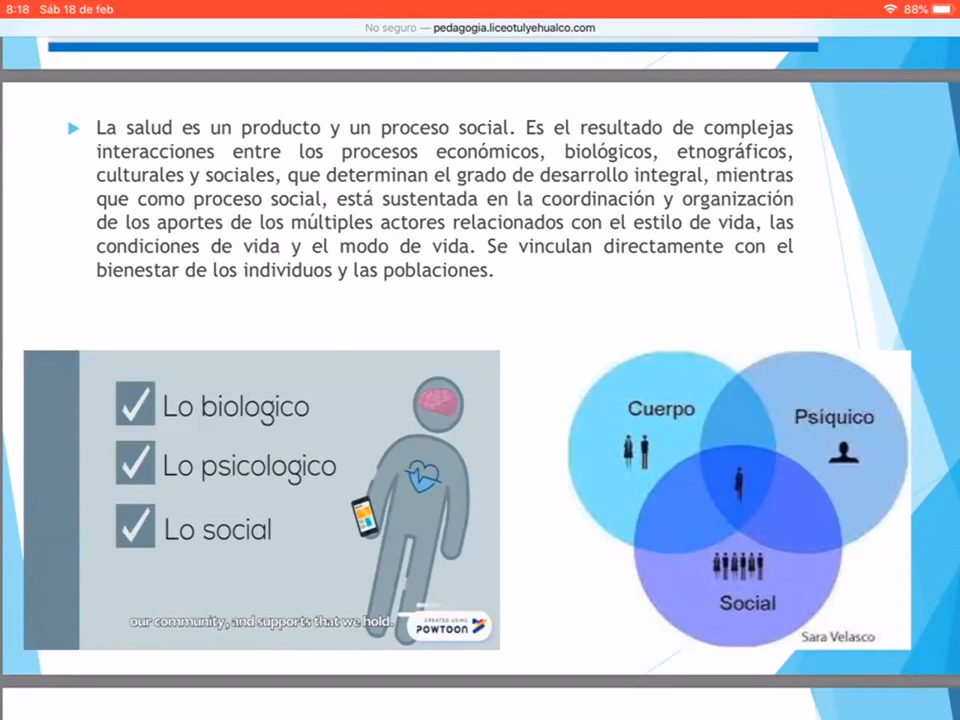 8:18 Sáb 18 de feb
88%
No seguro — pedagogia.liceotulyehualco.com
La salud es un producto y un proceso social. Es el resultado de complejas
interacciones entre los procesos económicos, biológicos, etnográficos,
culturales y sociales, que determinan el grado de desarrollo integral, mientras
que como proceso social, está sustentada en la coordinación y organización
de los aportes de los múltiples actores relacionados con el estilo de vida, las
condiciones de vida y el modo de vida. Se vinculan directamente con el
bienestar de los individuos y las poblaciones.
Lo biologico
Lo psicologico
Lo social
our community, and supports that we hold.
CREATED USING
POWTOON
Cuerpo
Psíquico
Social
Sara Velasco